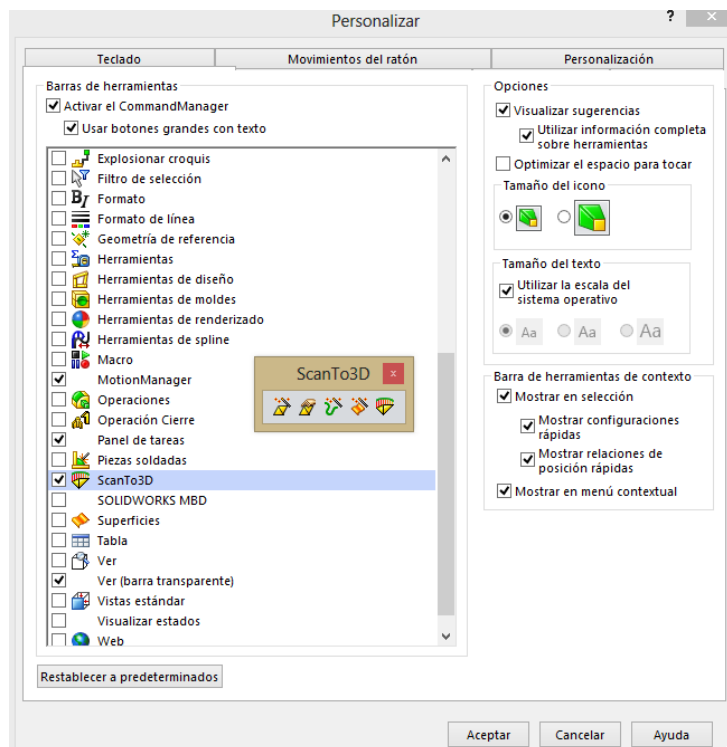 Personalizar
?
x
Teclado
Movimientos del ratón
Personalización
Barras de herramientas
Activar el CommandManager
Usar botones grandes con texto
Explosionar croquis
Filtro de selección
Formato
Formato de línea
Geometría de referencia
Herramientas
Herramientas de diseño
Herramientas de moldes
Herramientas de renderizado
Herramientas de spline
Macro
MotionManager
Operaciones
Operación Cierre
Panel de tareas
Piezas soldadas
ScanTo3D
SOLIDWORKS MBD
Superficies
Tabla
Ver
Ver (barra transparente)
Vistas estándar
Visualizar estados
Web
ScanTo3D
x
Restablecer a predeterminados
Opciones
Visualizar sugerencias
Utilizar información completa
sobre herramientas
Optimizar el espacio para tocar
Tamaño del icono
Tamaño del texto
Utilizar la escala del
sistema operativo
Aa Aa Aa
Barra de herramientas de contexto
Mostrar en selección
Mostrar configuraciones
rápidas
Mostrar relaciones de
posición rápidas
Mostrar en menú contextual
Aceptar
Cancelar
Ayuda